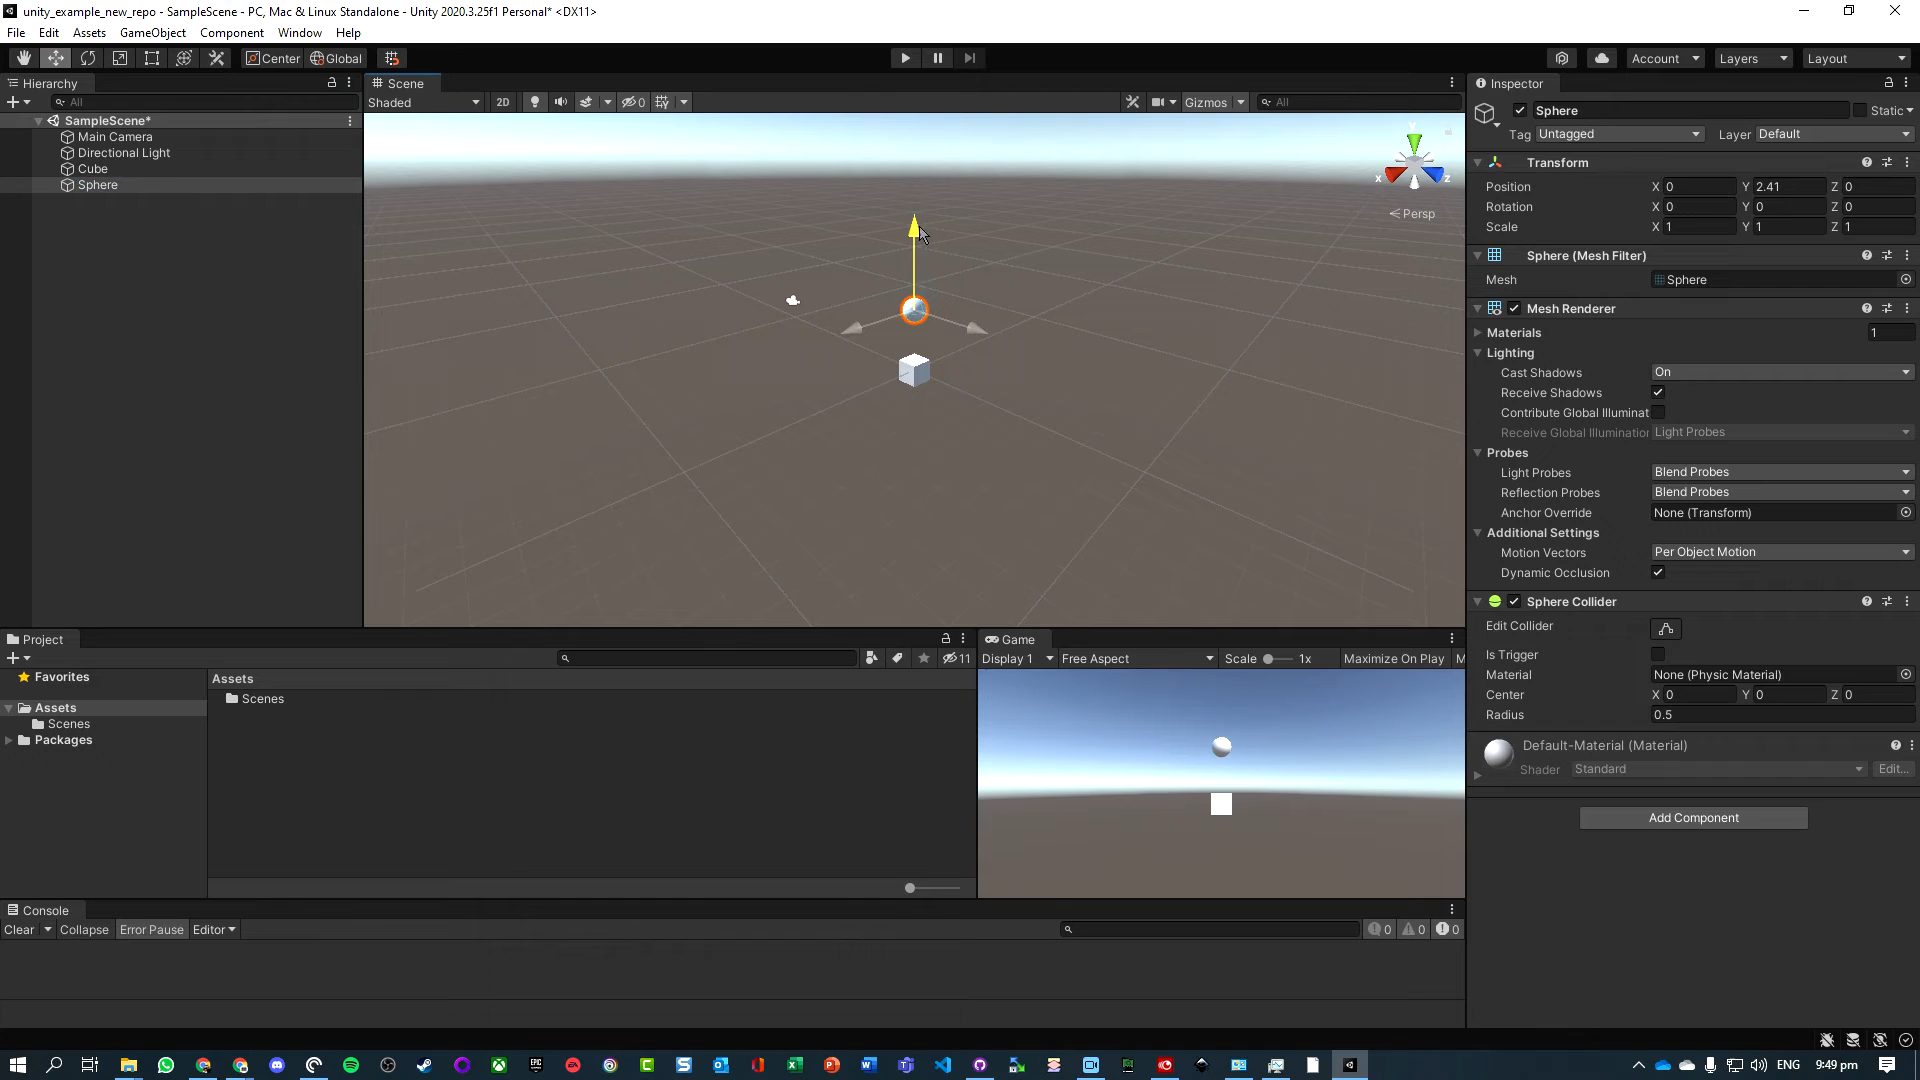 unity_example_new_repo - SampleScene - PC, Mac & Linux Standalone - Unity 2020.3.25f1 Personal* <DX11>
File Edit Assets GameObject Component Window Help
Center Global Account Layers Layout
Hierarchy
All
SampleScene*
Main Camera
Directional Light
Cube
Sphere
Scene
Shaded 2D 0 Gizmos All
y
x z
Persp
Inspector
Sphere Static
Tag Untagged Layer Default
Transform
Position X 0 Y 2.41 Z 0
Rotation X 0 Y 0 Z 0
Scale X 1 Y 1 Z 1
Sphere (Mesh Filter)
Mesh Sphere
Mesh Renderer
Materials 1
Lighting
Cast Shadows On
Receive Shadows
Contribute Global Illuminat
Receive Global Illumination Light Probes
Probes
Light Probes Blend Probes
Reflection Probes Blend Probes
Anchor Override None (Transform)
Additional Settings
Motion Vectors Per Object Motion
Dynamic Occlusion
Sphere Collider
Edit Collider
Is Trigger
Material None (Physic Material)
Center X 0 Y 0 Z 0
Radius 0.5
Default-Material (Material)
Shader Standard Edit...
Add Component
Project
11
Favorites
Assets
Scenes
Packages
Assets
Scenes
Game
Display 1 Free Aspect Scale 1x Maximize On Play M
Console
Clear Collapse Error Pause Editor 0 0 0
ENG 9:49 pm